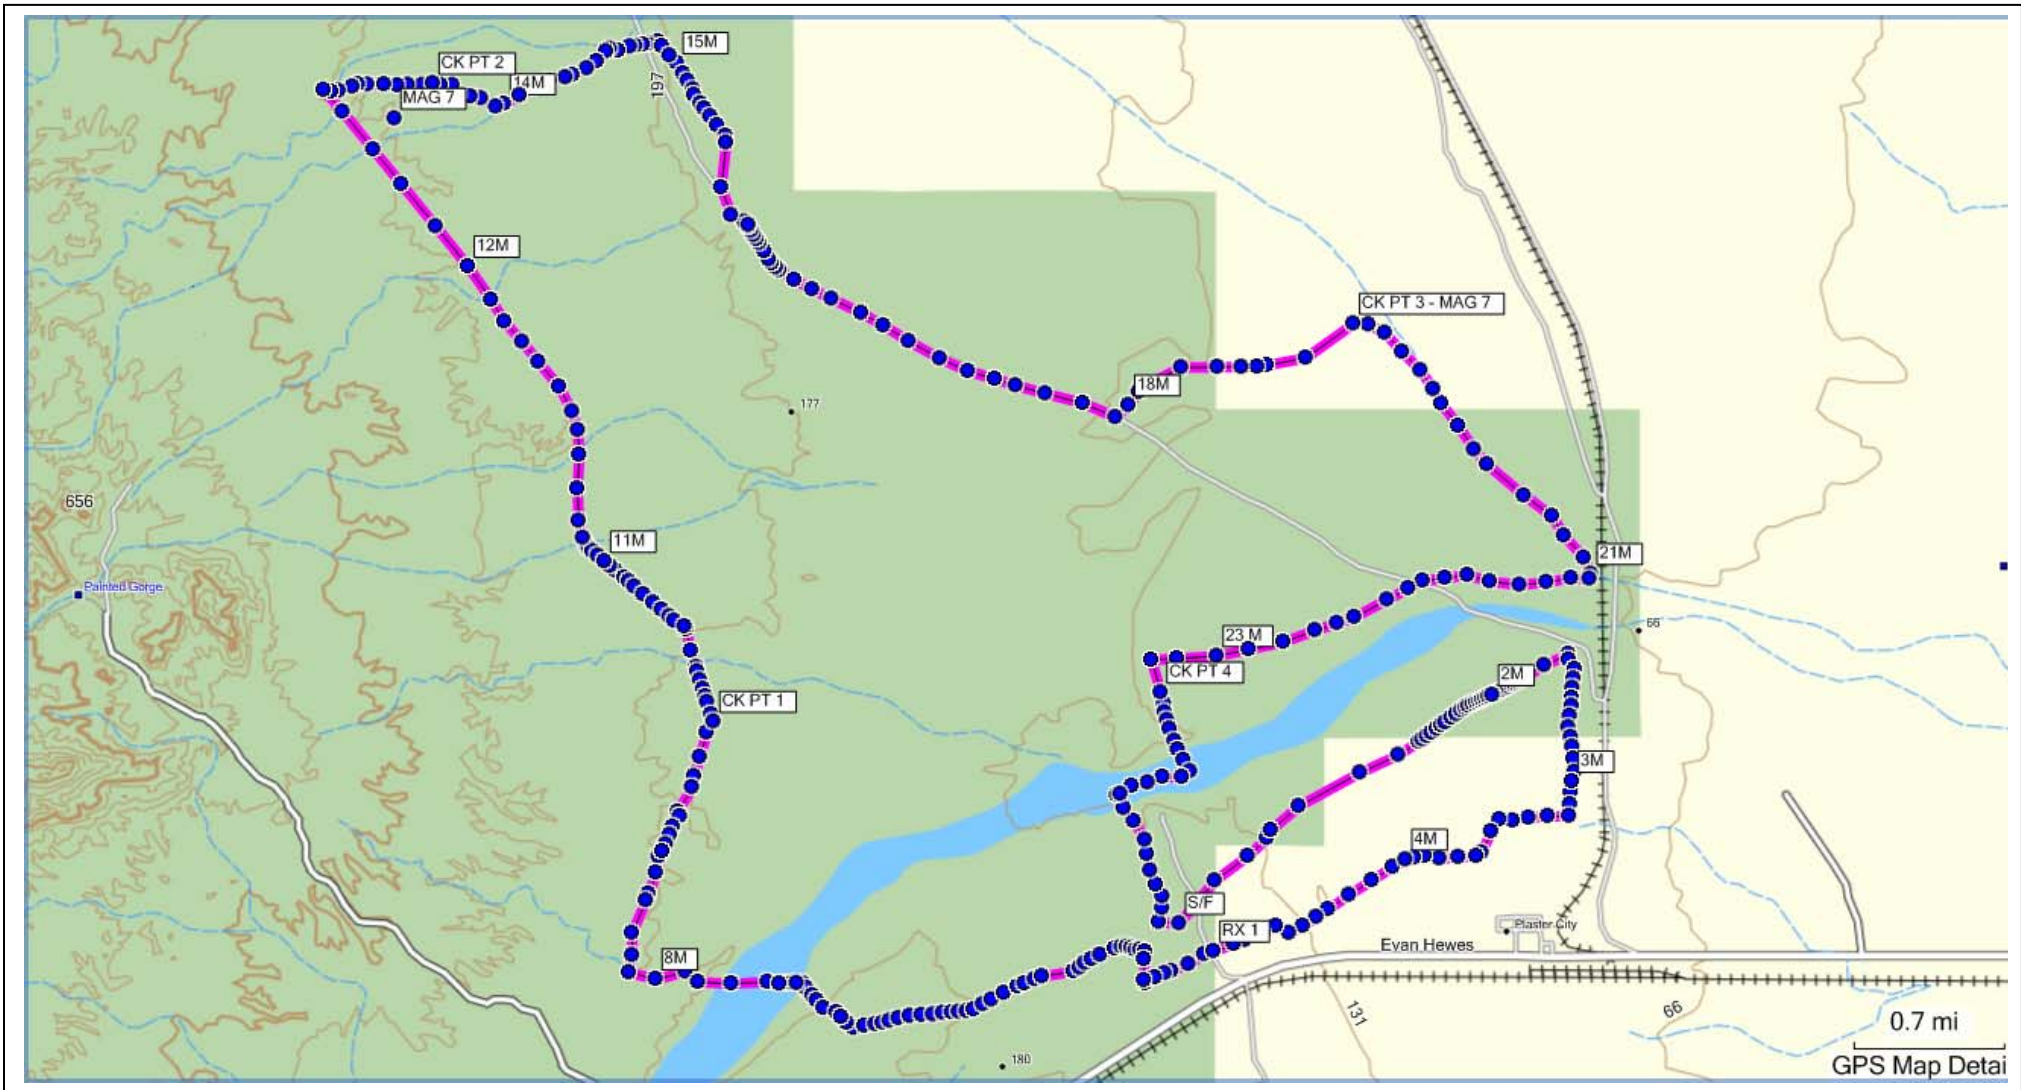 15M
CK PT 2
14M
MAG 7
197
12M
CK PT 3 - MAG 7
18M
177
656
11M
21M
Painted Gorge
66
23 M
CK PT 4
2M
CK PT 1
3M
4M
S/F
RX 1
Plaster City
Evan Hewes
8M
131
66
0.7 mi
180
GPS Map Detai